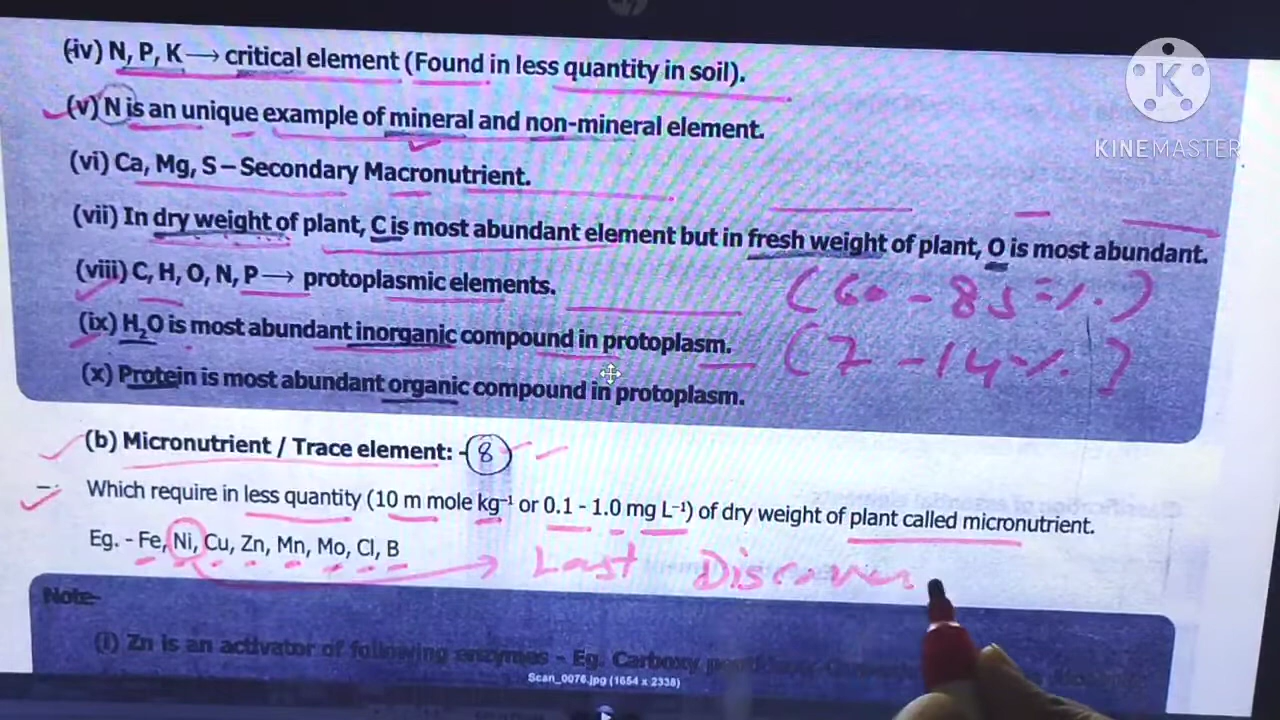 (iv) N, P, K → critical element (Found in less quantity in soil).
(v) N is an unique example of mineral and non-mineral element.
(vi) Ca, Mg, S – Secondary Macronutrient.
(vii) In dry weight of plant, C is most abundant element but in fresh weight of plant, O is most abundant.
(viii) C, H, O, N, P → protoplasmic elements.
(60 - 85%.)
(ix) H₂O is most abundant inorganic compound in protoplasm.
(7 - 14%.)
(x) Protein is most abundant organic compound in protoplasm.
(b) Micronutrient / Trace element: - 8
Which require in less quantity (10 m mole kg⁻¹ or 0.1 - 1.0 mg L⁻¹) of dry weight of plant called micronutrient.
Eg. - Fe, Ni, Cu, Zn, Mn, Mo, Cl, B
Last Discover
Note-
(i) Zn is an activator of following enzymes - Eg. Carboxy
Scan_0076.jpg (1654 x 2338)
K
KINEMASTER